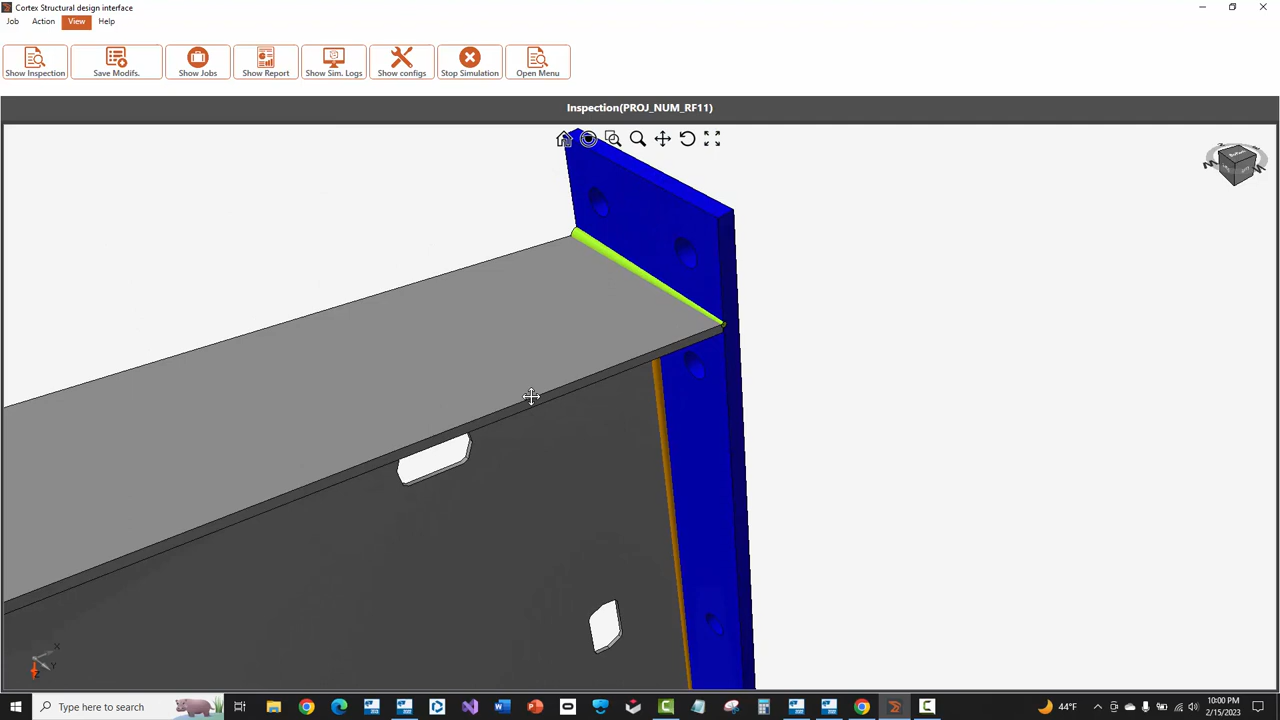 Cortex Structural design interface
Job Action View Help
Show Inspection Save Modifs. Show Jobs Show Report Show Sim. Logs Show configs Stop Simulation Open Menu
Inspection(PROJ_NUM_RF11)
X
Y
Z
Type here to search
44°F
10:00 PM
2/15/2023